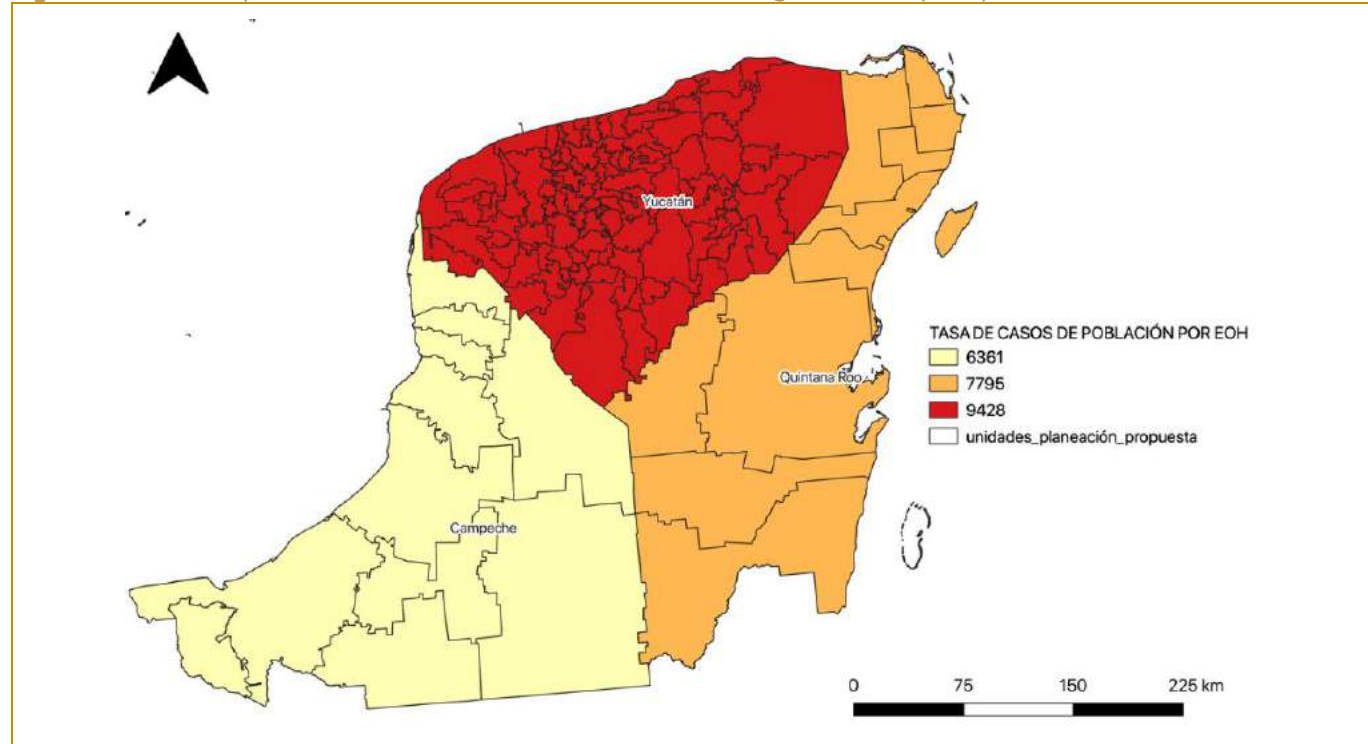 Yucatán
TASA DE CASOS DE POBLACIÓN POR EOH
6361
7795
9428
unidades_planeación_propuesta
Quintana Roo
Campeche
0 75 150 225 km